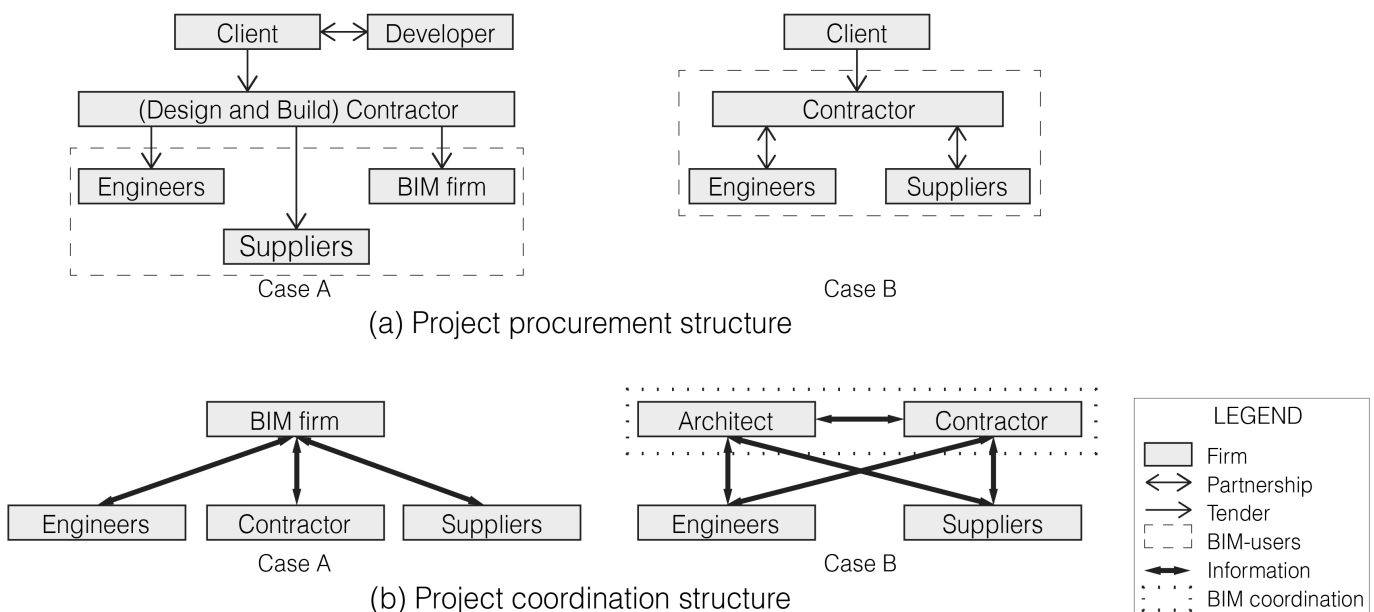 Client
Developer
(Design and Build) Contractor
Engineers
BIM firm
Suppliers
Case A
Client
Contractor
Engineers
Suppliers
Case B
(a) Project procurement structure
BIM firm
Engineers
Contractor
Suppliers
Case A
Architect
Contractor
Engineers
Suppliers
Case B
(b) Project coordination structure
LEGEND
Firm
Partnership
Tender
BIM-users
Information
BIM coordination